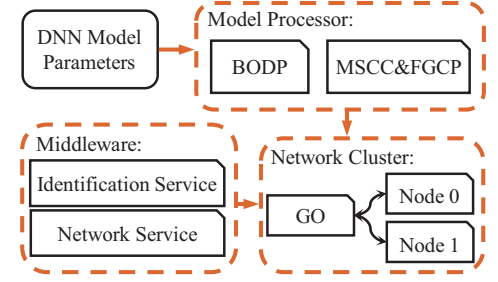 DNN Model
Parameters
Model Processor:
BODP
MSCC&FGCP
Middleware:
Identification Service
Network Service
Network Cluster:
GO
Node 0
Node 1